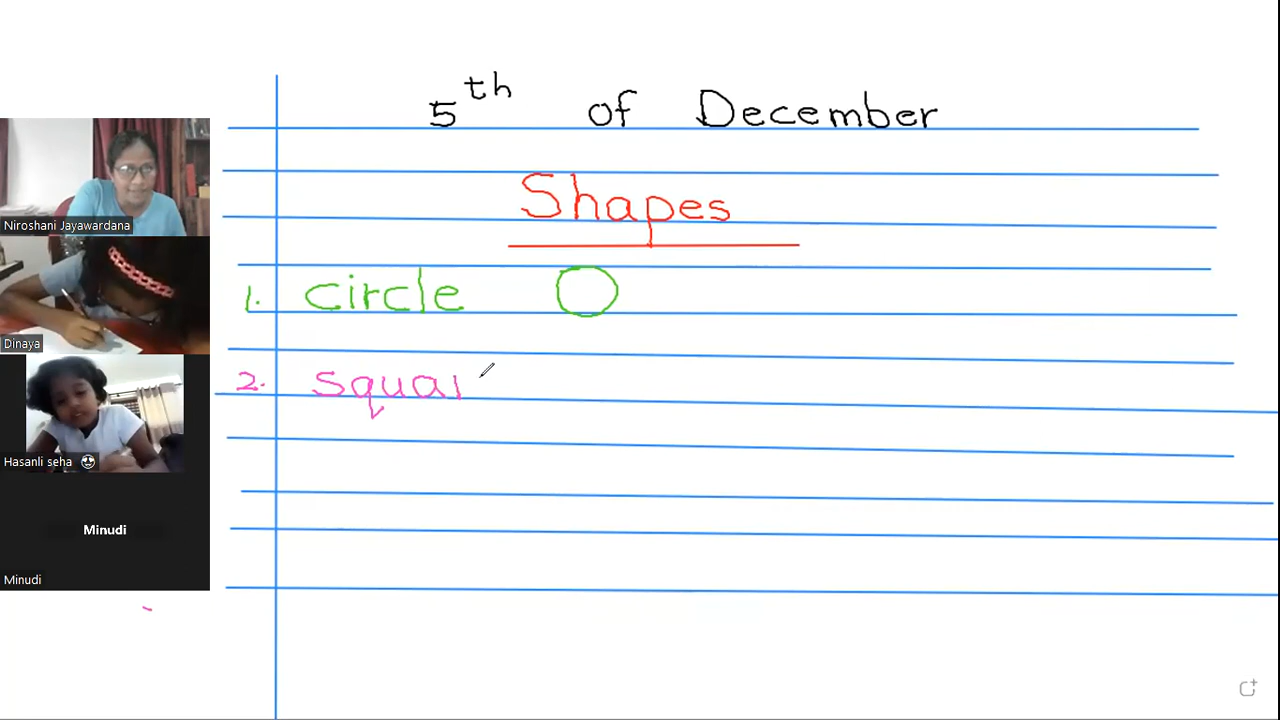 5th of December
Shapes
1. circle
2. squar
Niroshani Jayawardana
Dinaya
Hasanli seha
Minudi
Minudi